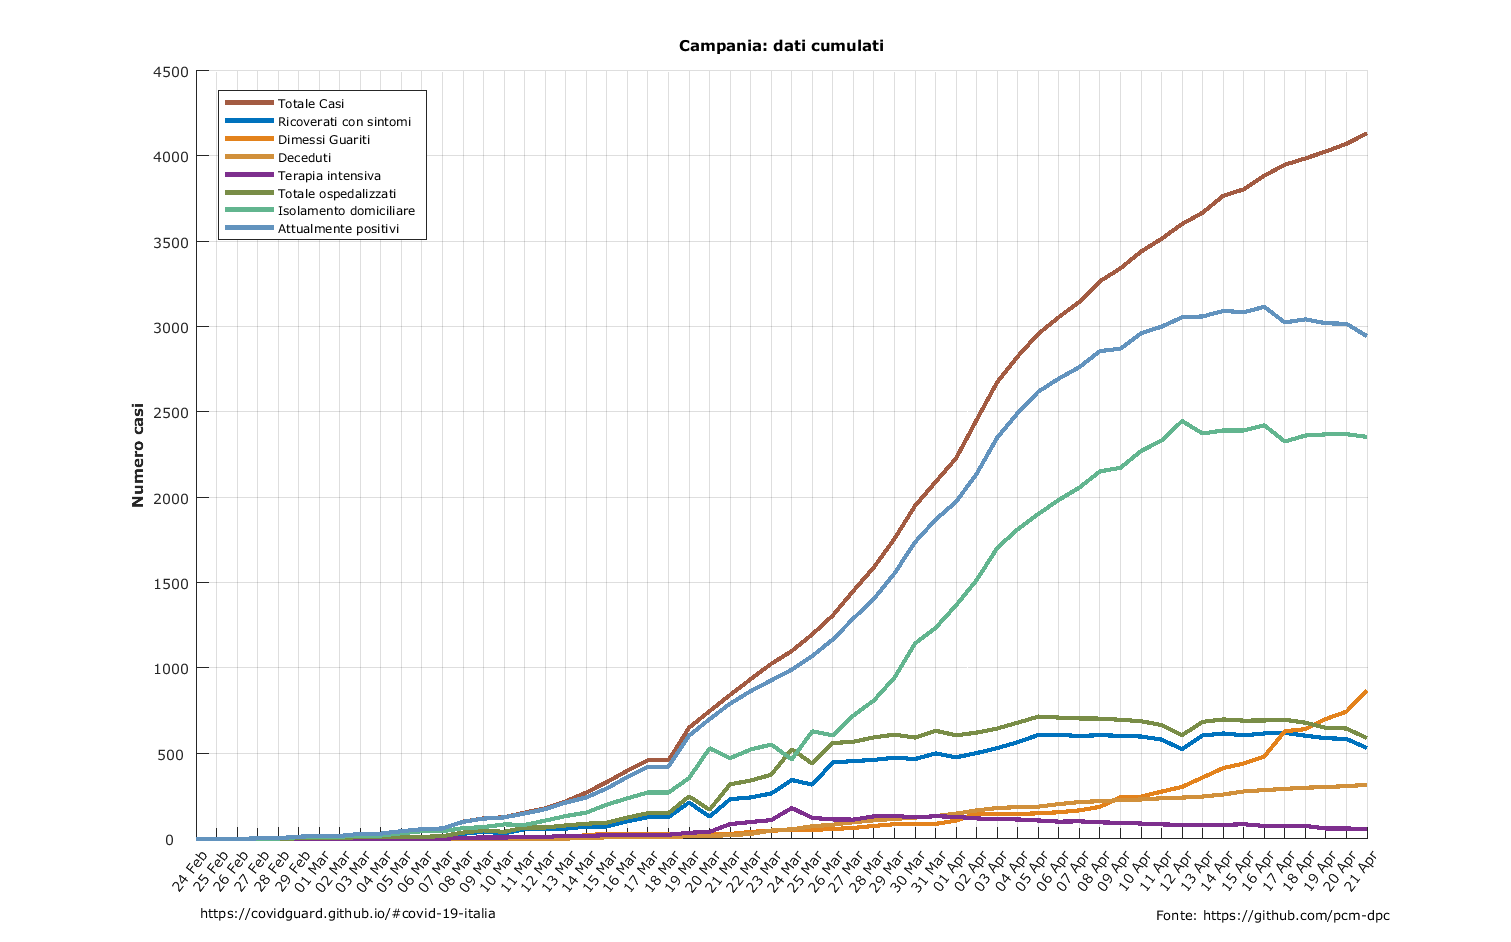 Campania: dati cumulati
4500
4000
3500
3000
2500
2000
1500
1000
500
0
Numero casi
Totale Casi
Ricoverati con sintomi
Dimessi Guariti
Deceduti
Terapia intensiva
Totale ospedalizzati
Isolamento domiciliare
Attualmente positivi
24 Feb
25 Feb
26 Feb
27 Feb
28 Feb
29 Feb
01 Mar
02 Mar
03 Mar
04 Mar
05 Mar
06 Mar
07 Mar
08 Mar
09 Mar
10 Mar
11 Mar
12 Mar
13 Mar
14 Mar
15 Mar
16 Mar
17 Mar
18 Mar
19 Mar
20 Mar
21 Mar
22 Mar
23 Mar
24 Mar
25 Mar
26 Mar
27 Mar
28 Mar
29 Mar
30 Mar
31 Mar
01 Apr
02 Apr
03 Apr
04 Apr
05 Apr
06 Apr
07 Apr
08 Apr
09 Apr
10 Apr
11 Apr
12 Apr
13 Apr
14 Apr
15 Apr
16 Apr
17 Apr
18 Apr
19 Apr
20 Apr
21 Apr
https://covidguard.github.io/#covid-19-italia
Fonte: https://github.com/pcm-dpc